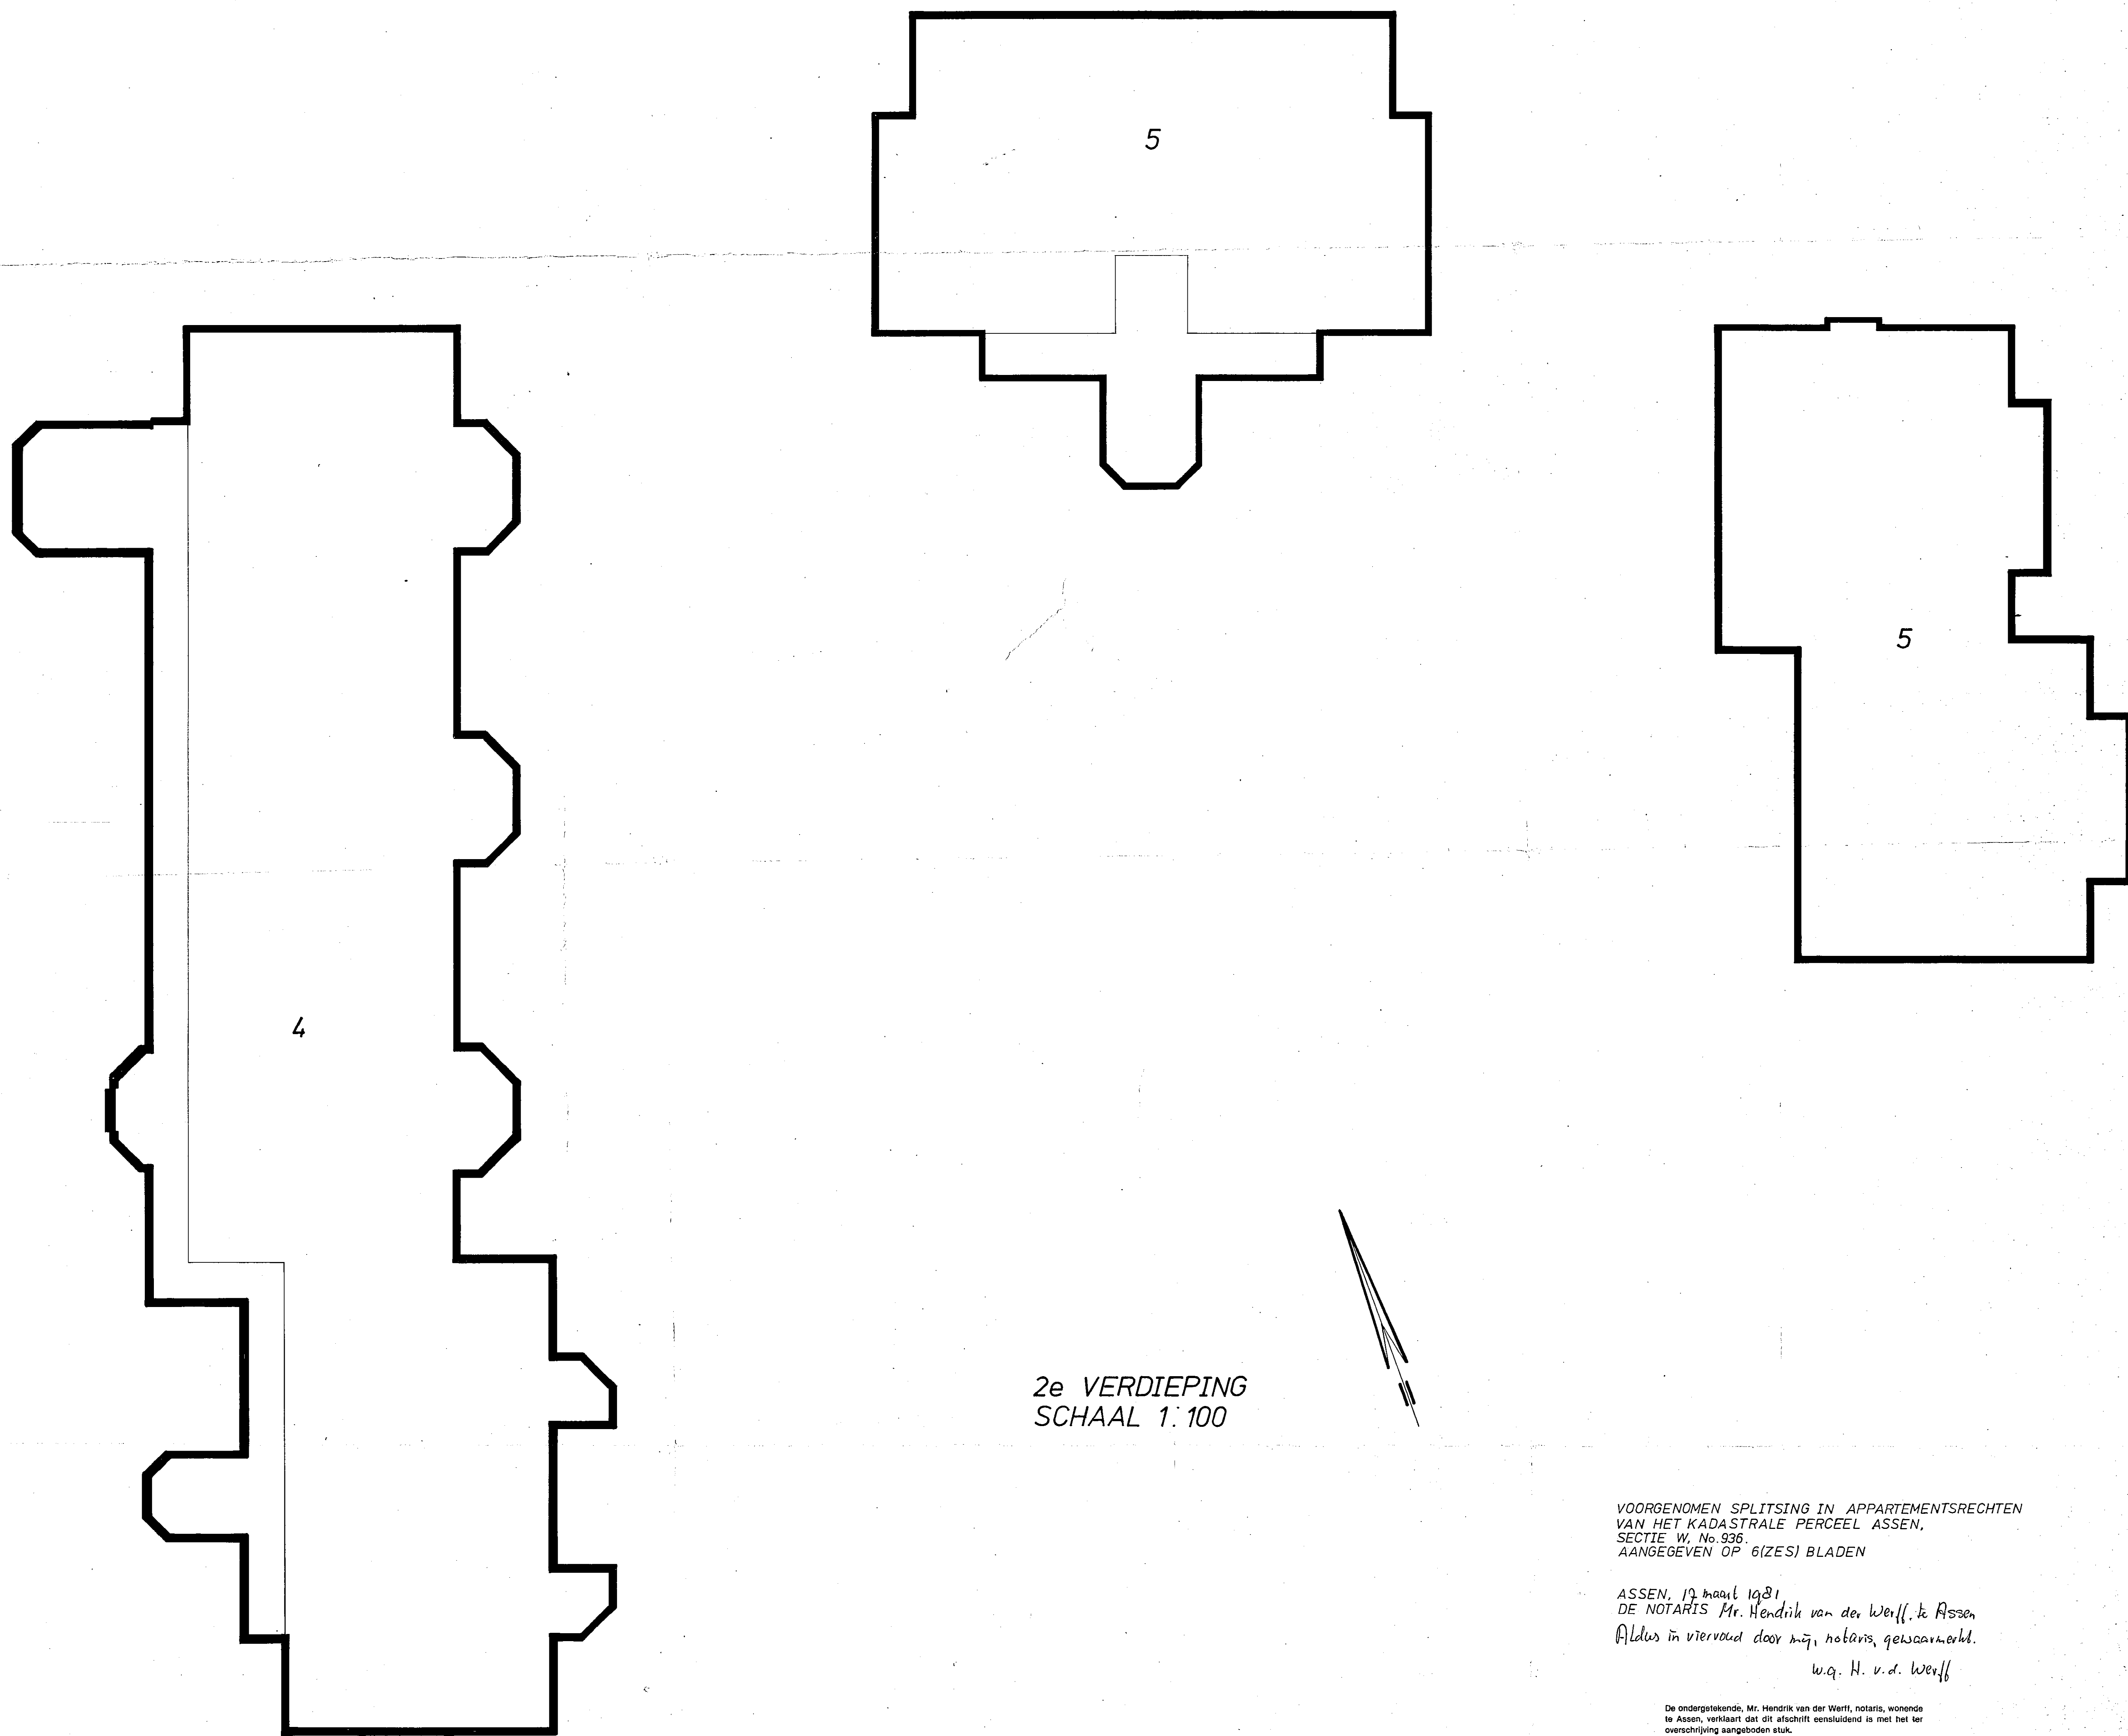 5
5
4
2e VERDIEPING
SCHAAL 1:100
VOORGENOMEN SPLITSING IN APPARTEMENTSRECHTEN
VAN HET KADASTRALE PERCEEL ASSEN,
SECTIE W, No.936.
AANGEGEVEN OP 6(ZES) BLADEN
ASSEN, 17 maart 1981
DE NOTARIS Mr. Hendrik van der Werff, te Assen
Aldus in viervoud door mij, notaris, gewaarmerkt.
w.g. H. v.d. Werff
De ondergetekende, Mr. Hendrik van der Werff, notaris, wonende
te Assen, verklaart dat dit afschrift eensluidend is met het ter
overschrijving aangeboden stuk.